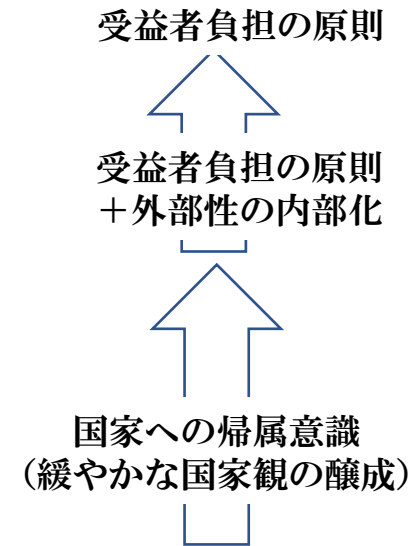 受益者負担の原則
受益者負担の原則
＋外部性の内部化
国家への帰属意識
（緩やかな国家観の醸成）